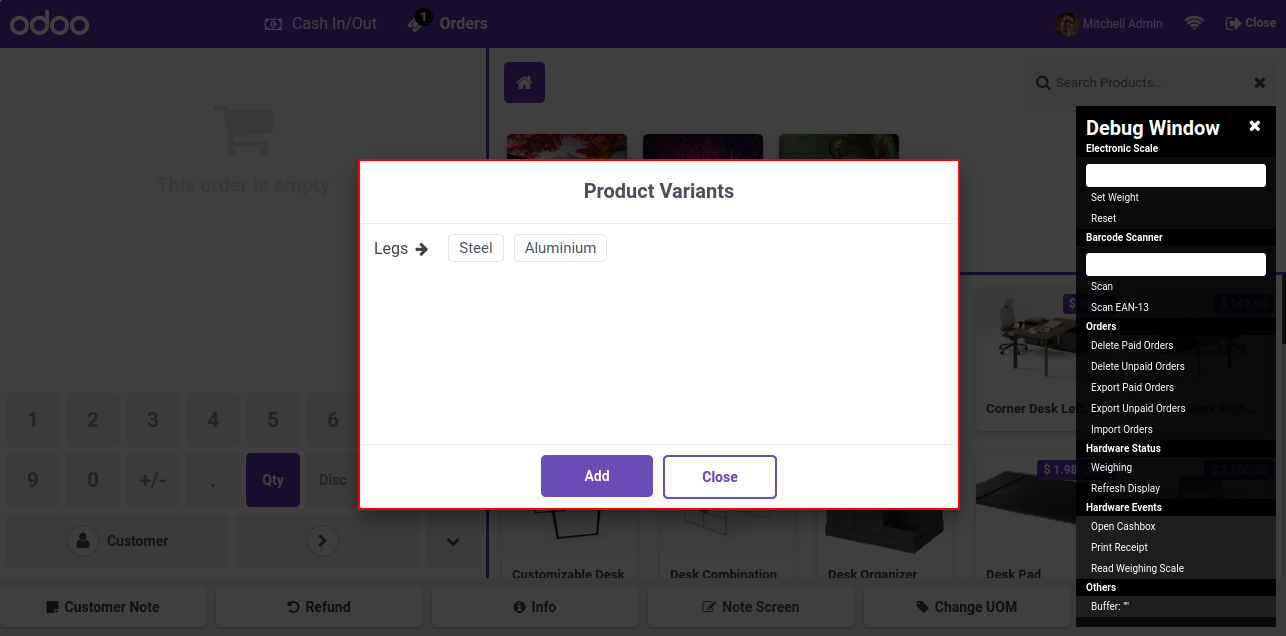 odoo
Cash In/Out
1
Orders
Mitchell Admin
Close
Search Products...
This order is empty
Product Variants
Legs
Steel
Aluminium
Add
Close
Debug Window
Electronic Scale
Set Weight
Reset
Barcode Scanner
Scan
Scan EAN-13
Orders
Delete Paid Orders
Delete Unpaid Orders
Export Paid Orders
Export Unpaid Orders
Import Orders
Hardware Status
Weighing
Refresh Display
Hardware Events
Open Cashbox
Print Receipt
Read Weighing Scale
Others
Buffer: ""
$ 147.00
Corner Desk Left
Desk Righ...
$ 1.98/
$ 2,100.00
1 2 3 4 5 6
9 0 +/- . Qty Disc
Customer
Customizable Desk
Desk Combination
Desk Organizer
Desk Pad
Customer Note
Refund
Info
Note Screen
Change UOM